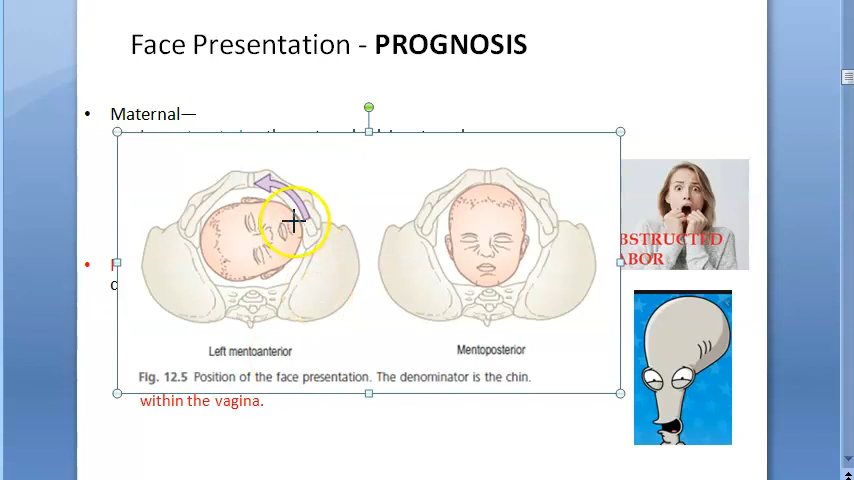 Face Presentation - PROGNOSIS
• Maternal—
BSTRUCTED
ABOR
Left mentoanterior
Mentoposterior
Fig. 12.5 Position of the face presentation. The denominator is the chin.
within the vagina.